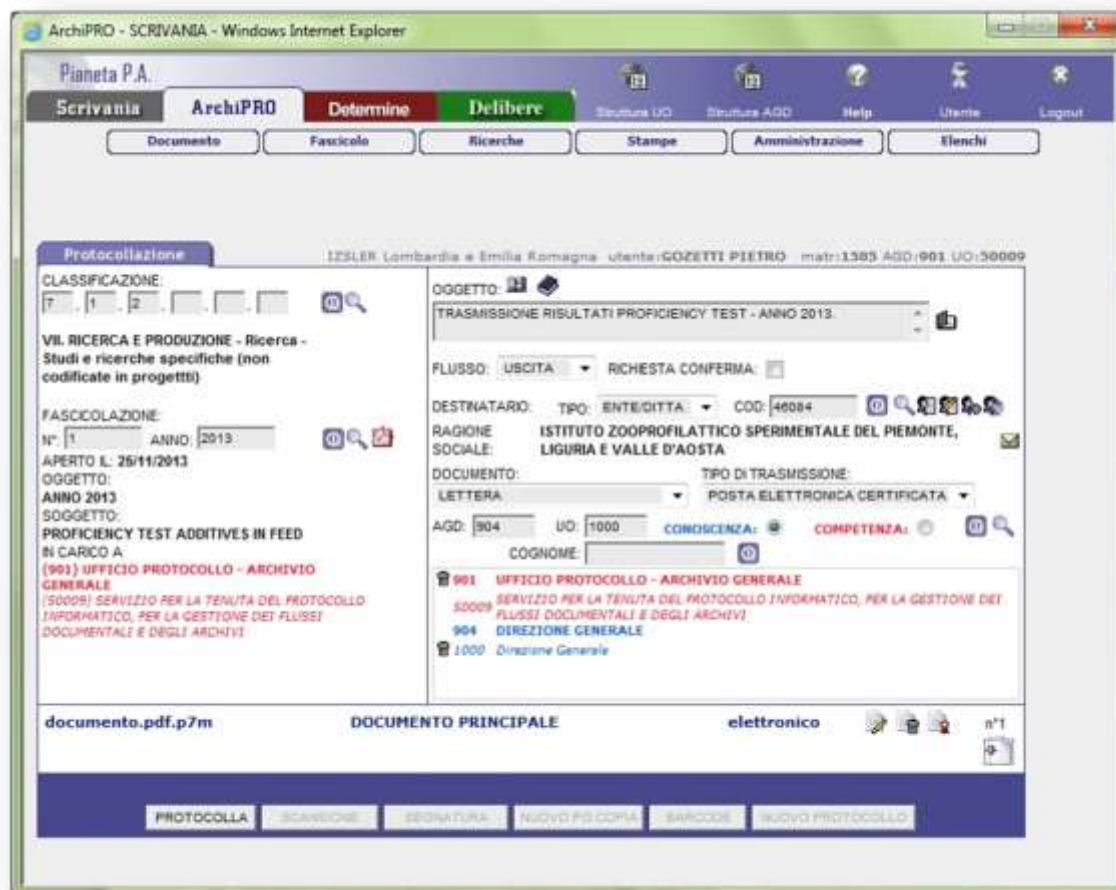 ArchiPRO - SCRIVANIA - Windows Internet Explorer
Pianeta P.A.
Scrivania ArchiPRO Determine Delibere Struttura UO Struttura AOO Help Utente Logout
Documento Fascicolo Ricerche Stampe Amministrazione Elenchi
Protocollazione IZSLER Lombardia e Emilia Romagna utente:GOZETTI PIETRO matr:1585 AGD:901 UO:50009
CLASSIFICAZIONE:
7 . 1 . 2 . . .
VII. RICERCA E PRODUZIONE - Ricerca -
Studi e ricerche specifiche (non
codificate in progettti)
FASCICOLAZIONE:
N°: 1 ANNO: 2013
APERTO IL: 25/11/2013
OGGETTO:
ANNO 2013
SOGGETTO:
PROFICIENCY TEST ADDITIVES IN FEED
IN CARICO A
(901) UFFICIO PROTOCOLLO - ARCHIVIO
GENERALE
(50009) SERVIZIO PER LA TENUTA DEL PROTOCOLLO
INFORMATICO, PER LA GESTIONE DEI FLUSSI
DOCUMENTALI E DEGLI ARCHIVI
OGGETTO:
TRASMISSIONE RISULTATI PROFICIENCY TEST - ANNO 2013.
FLUSSO: USCITA RICHIESTA CONFERMA:
DESTINATARIO: TIPO: ENTE/DITTA COD: 46084
RAGIONE ISTITUTO ZOOPROFILATTICO SPERIMENTALE DEL PIEMONTE,
SOCIALE: LIGURIA E VALLE D'AOSTA
DOCUMENTO: TIPO DI TRASMISSIONE:
LETTERA POSTA ELETTRONICA CERTIFICATA
AGD: 904 UO: 1000 CONOSCENZA: COMPETENZA:
COGNOME:
901 UFFICIO PROTOCOLLO - ARCHIVIO GENERALE
50009 SERVIZIO PER LA TENUTA DEL PROTOCOLLO INFORMATICO, PER LA GESTIONE DEI
FLUSSI DOCUMENTALI E DEGLI ARCHIVI
904 DIREZIONE GENERALE
1000 Direzione Generale
documento.pdf.p7m DOCUMENTO PRINCIPALE elettronico n°1
PROTOCOLLA SCANSIONE SEGNATURA NUOVO PG COPIA BARCODE NUOVO PROTOCOLLO